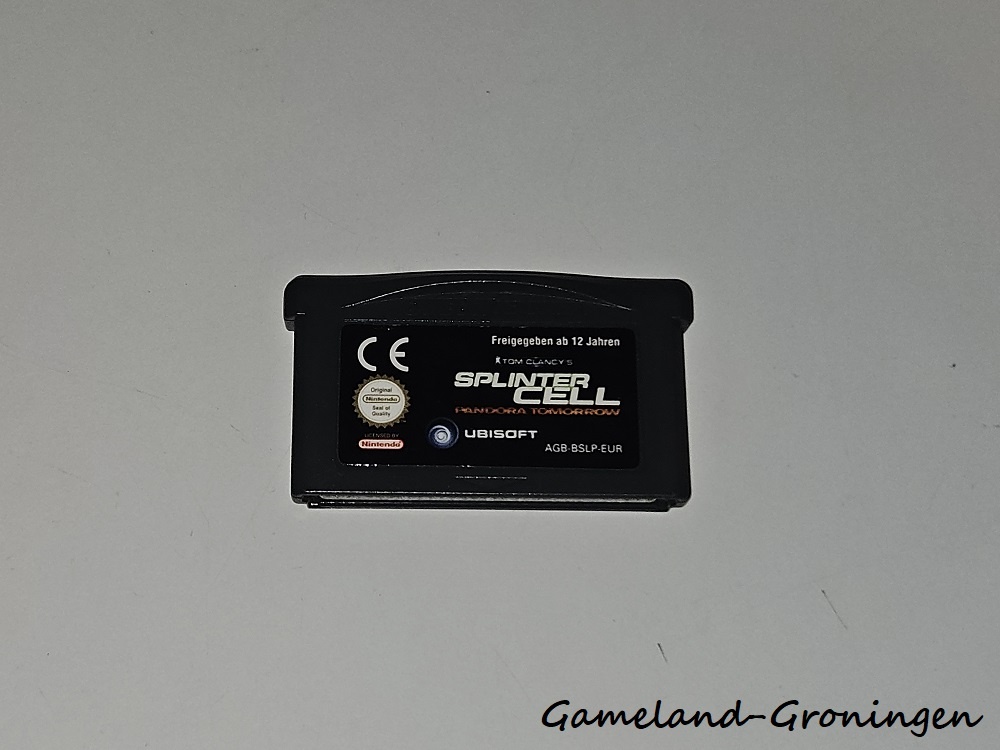 Freigegeben ab 12 Jahren
CE
TOM CLANCY'S
SPLINTER
CELL
PANDORA TOMORROW
Original
Nintendo
Seal of
Quality
LICENSED BY
Nintendo
UBISOFT
AGB-BSLP-EUR
Gameland-Groningen